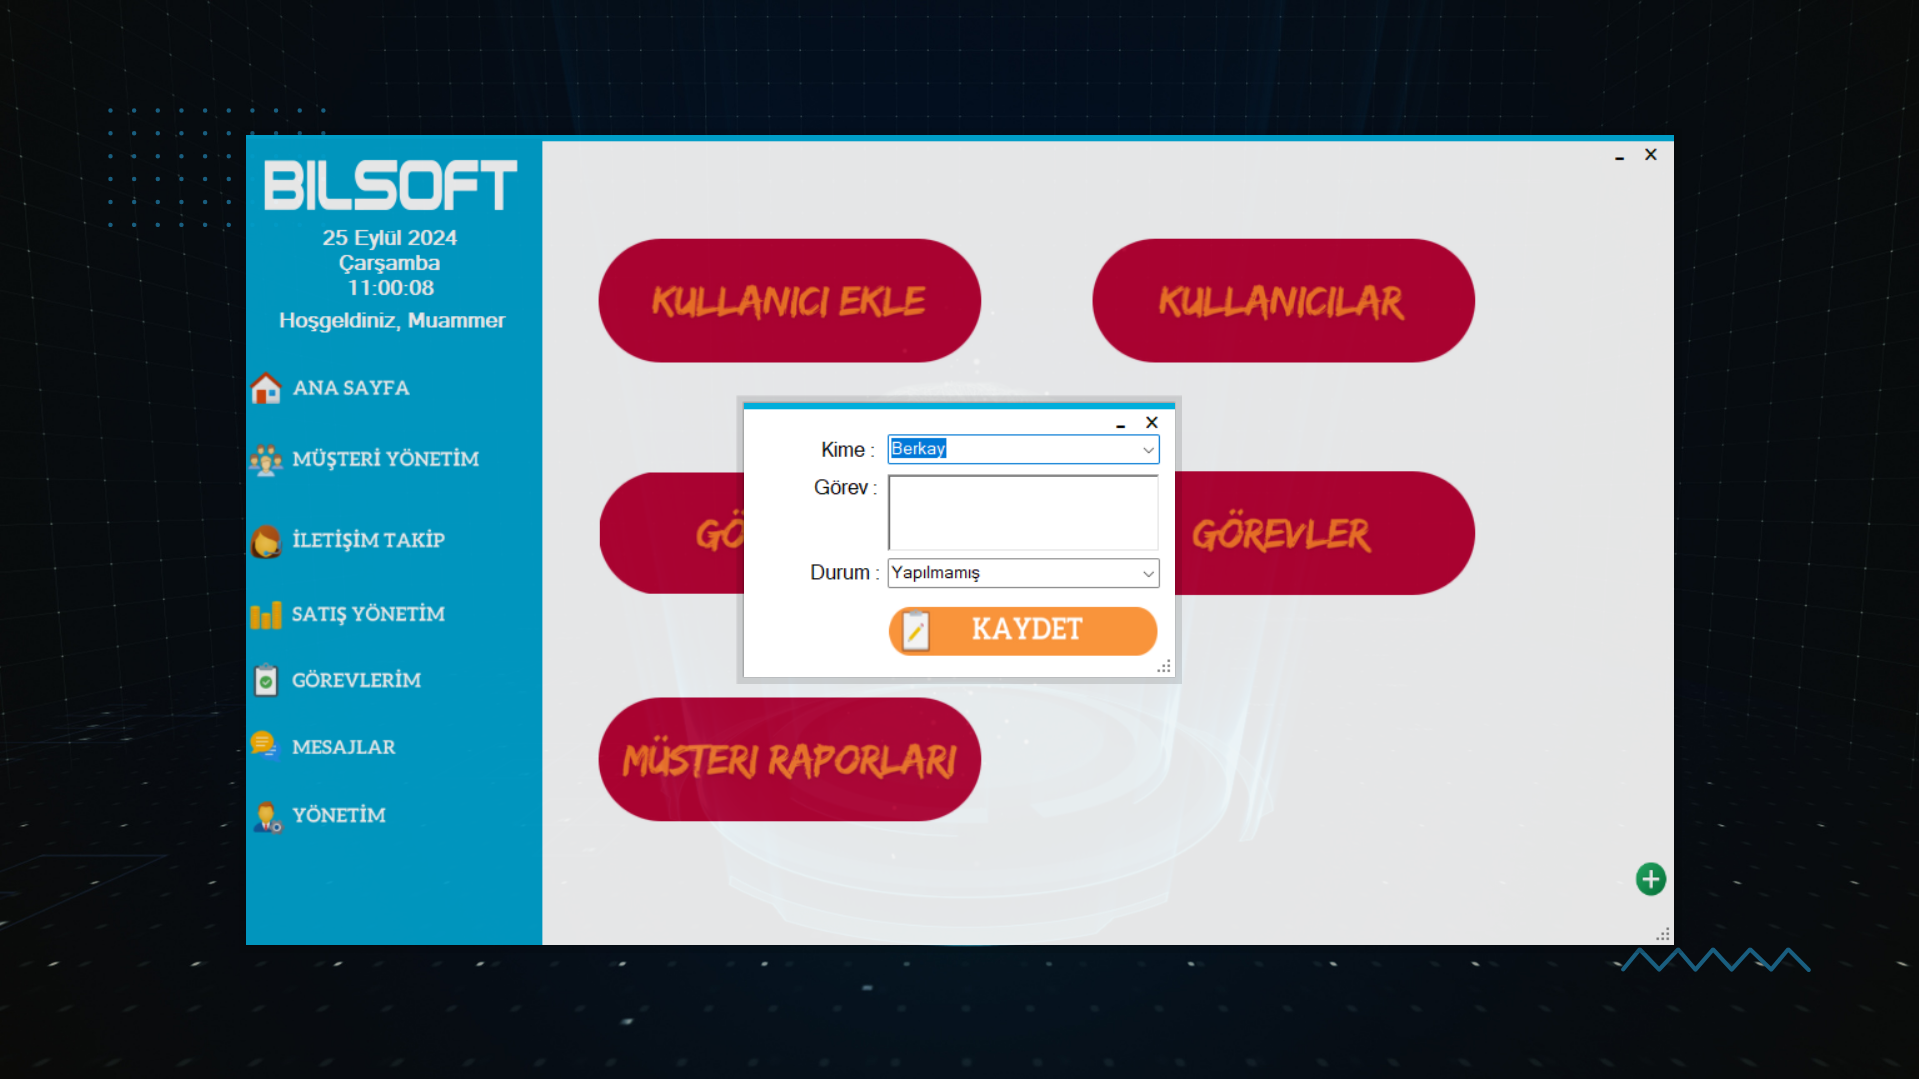 BILSOFT
25 Eylül 2024
Çarşamba
11:00:08
Hoşgeldiniz, Muammer
ANA SAYFA
MÜŞTERİ YÖNETİM
İLETİŞİM TAKİP
SATIŞ YÖNETİM
GÖREVLERİM
MESAJLAR
YÖNETİM
KULLANICI EKLE
KULLANICILAR
GÖ
GÖREVLER
MÜSTERI RAPORLARI
Kime :
Berkay
Görev :
Durum :
Yapılmamış
KAYDET